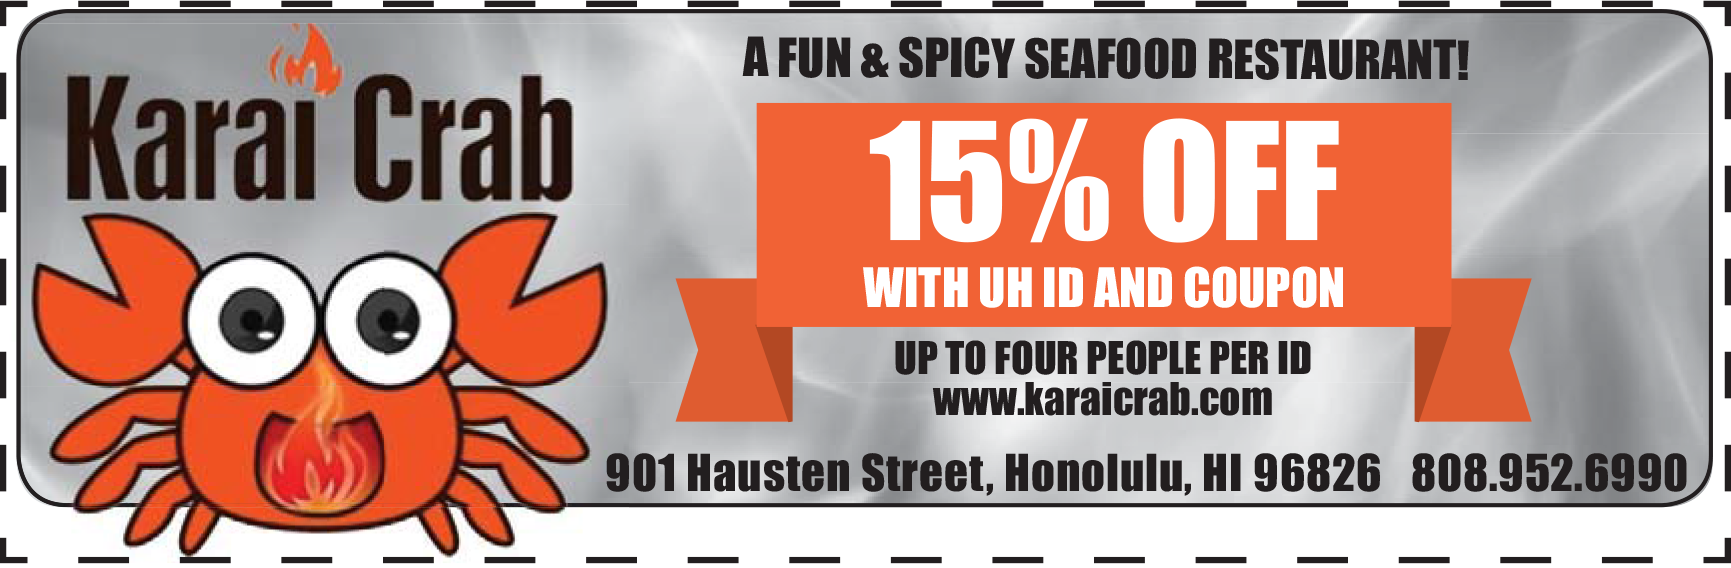 Karai Crab
A FUN & SPICY SEAFOOD RESTAURANT!
15% OFF
WITH UH ID AND COUPON
UP TO FOUR PEOPLE PER ID
www.karaicrab.com
901 Hausten Street, Honolulu, HI 96826 808.952.6990